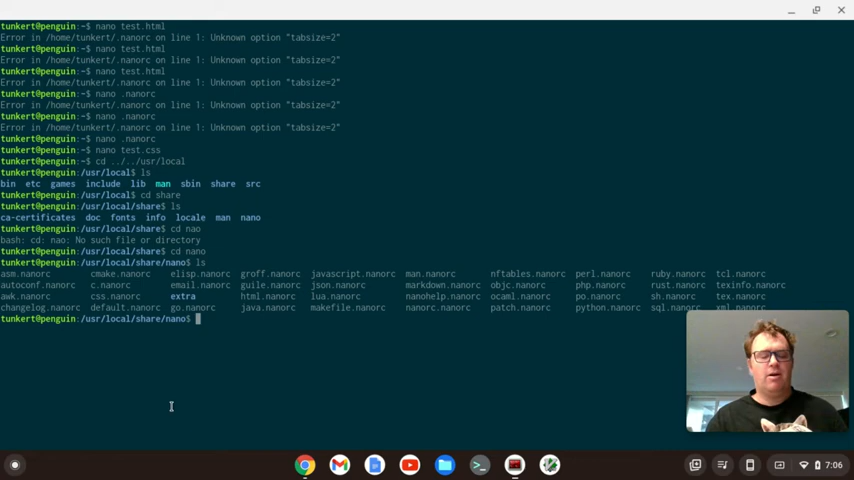 tunkert@penguin:~$ nano test.html
Error in /home/tunkert/.nanorc on line 1: Unknown option "tabsize=2"
tunkert@penguin:~$ nano test.html
Error in /home/tunkert/.nanorc on line 1: Unknown option "tabsize=2"
tunkert@penguin:~$ nano test.html
Error in /home/tunkert/.nanorc on line 1: Unknown option "tabsize=2"
tunkert@penguin:~$ nano .nanorc
Error in /home/tunkert/.nanorc on line 1: Unknown option "tabsize=2"
tunkert@penguin:~$ nano .nanorc
Error in /home/tunkert/.nanorc on line 1: Unknown option "tabsize=2"
tunkert@penguin:~$ nano .nanorc
tunkert@penguin:~$ nano test.css
tunkert@penguin:~$ cd ../../usr/local
tunkert@penguin:/usr/local$ ls
bin etc games include lib man sbin share src
tunkert@penguin:/usr/local$ cd share
tunkert@penguin:/usr/local/share$ ls
ca-certificates doc fonts info locale man nano
tunkert@penguin:/usr/local/share$ cd nao
bash: cd: nao: No such file or directory
tunkert@penguin:/usr/local/share$ cd nano
tunkert@penguin:/usr/local/share/nano$ ls
asm.nanorc cmake.nanorc elisp.nanorc groff.nanorc javascript.nanorc man.nanorc nftables.nanorc perl.nanorc ruby.nanorc tcl.nanorc
autoconf.nanorc c.nanorc email.nanorc guile.nanorc json.nanorc markdown.nanorc objc.nanorc php.nanorc rust.nanorc texinfo.nanorc
awk.nanorc css.nanorc extra html.nanorc lua.nanorc nanohelp.nanorc ocaml.nanorc po.nanorc sh.nanorc tex.nanorc
changelog.nanorc default.nanorc go.nanorc java.nanorc makefile.nanorc nanorc.nanorc patch.nanorc python.nanorc sql.nanorc xml.nanorc
tunkert@penguin:/usr/local/share/nano$
7:06